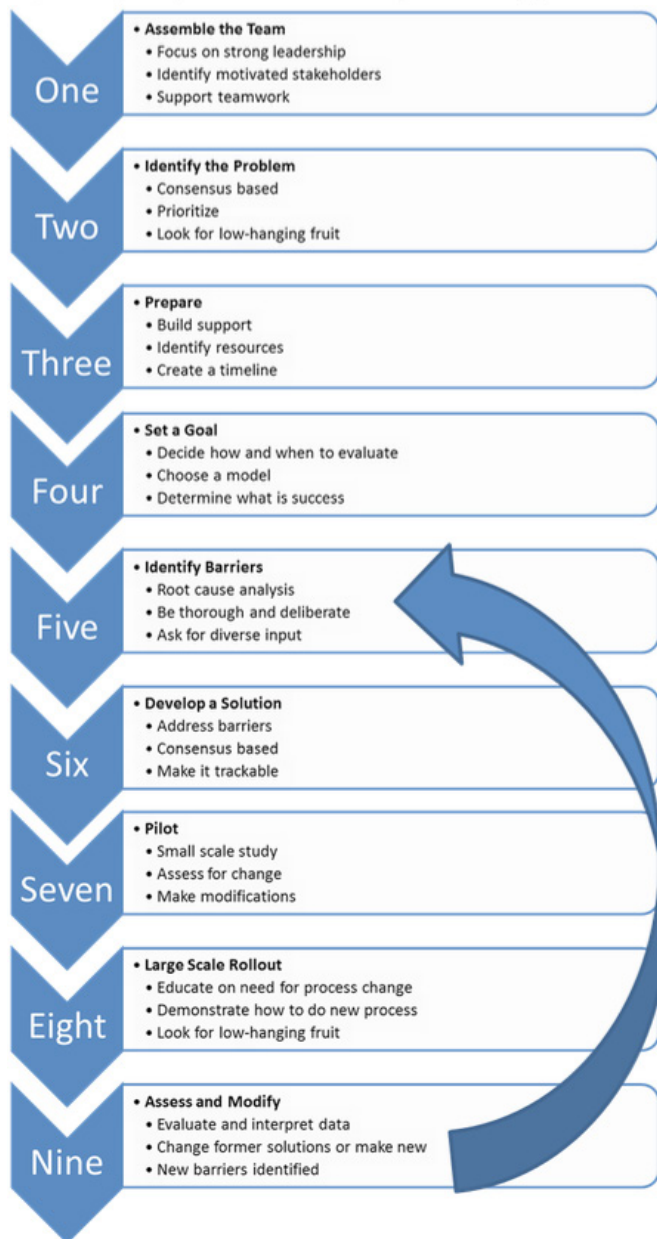 One
• Assemble the Team
• Focus on strong leadership
• Identify motivated stakeholders
• Support teamwork
Two
• Identify the Problem
• Consensus based
• Prioritize
• Look for low-hanging fruit
Three
• Prepare
• Build support
• Identify resources
• Create a timeline
Four
• Set a Goal
• Decide how and when to evaluate
• Choose a model
• Determine what is success
Five
• Identify Barriers
• Root cause analysis
• Be thorough and deliberate
• Ask for diverse input
Six
• Develop a Solution
• Address barriers
• Consensus based
• Make it trackable
Seven
• Pilot
• Small scale study
• Assess for change
• Make modifications
Eight
• Large Scale Rollout
• Educate on need for process change
• Demonstrate how to do new process
• Look for low-hanging fruit
Nine
• Assess and Modify
• Evaluate and interpret data
• Change former solutions or make new
• New barriers identified